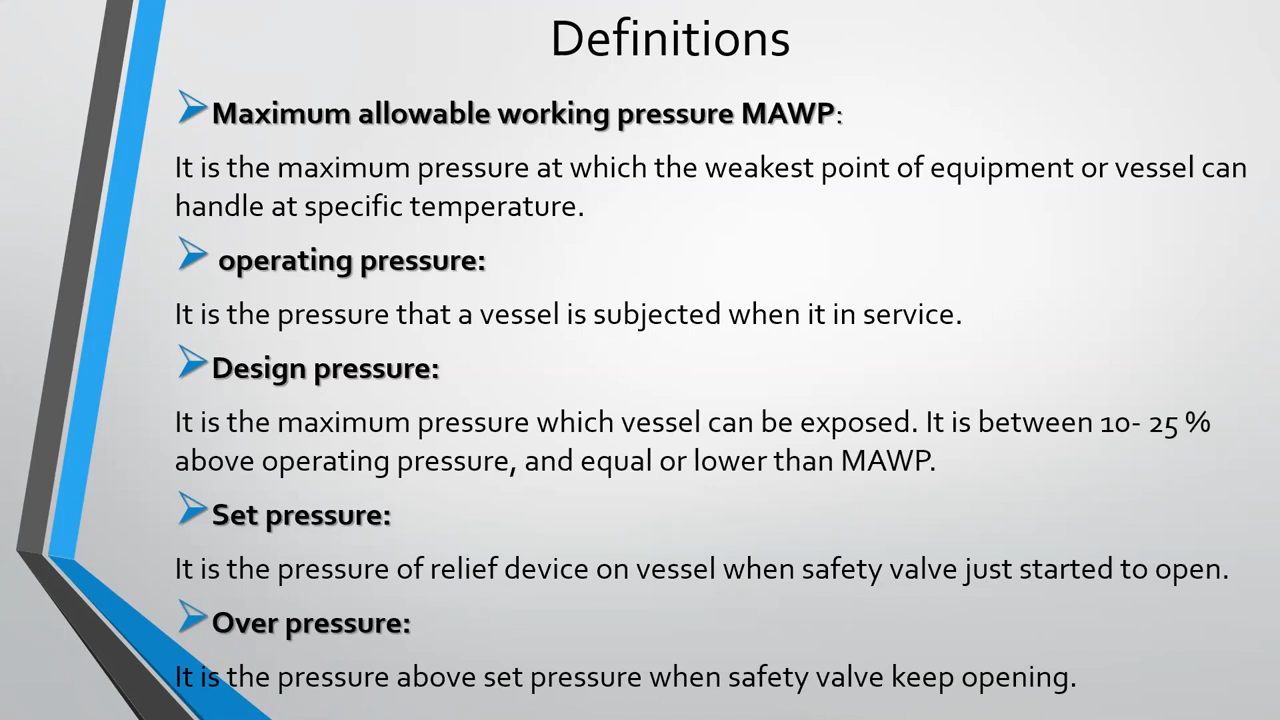 Definitions
Maximum allowable working pressure MAWP:
It is the maximum pressure at which the weakest point of equipment or vessel can
handle at specific temperature.
operating pressure:
It is the pressure that a vessel is subjected when it in service.
Design pressure:
It is the maximum pressure which vessel can be exposed. It is between 10- 25 %
above operating pressure, and equal or lower than MAWP.
Set pressure:
It is the pressure of relief device on vessel when safety valve just started to open.
Over pressure:
It is the pressure above set pressure when safety valve keep opening.